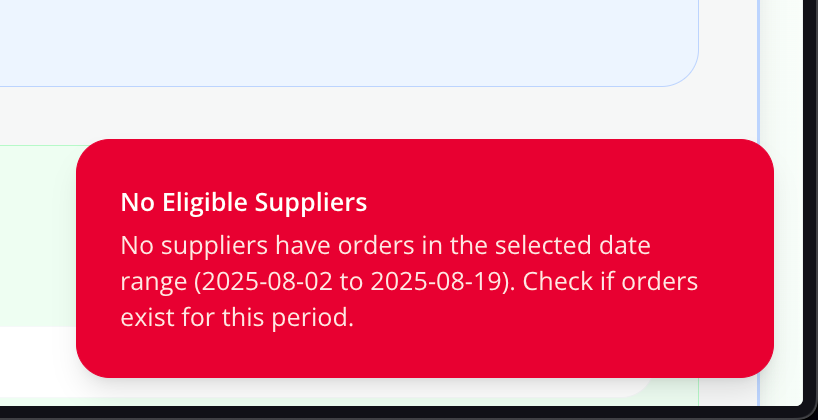 No Eligible Suppliers
No suppliers have orders in the selected date
range (2025-08-02 to 2025-08-19). Check if orders
exist for this period.